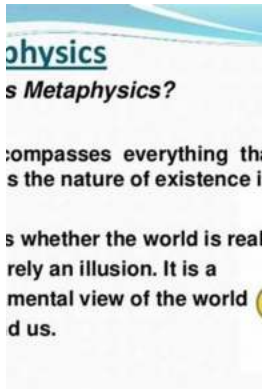 physics
s Metaphysics?
compasses everything tha
s the nature of existence i
s whether the world is real
rely an illusion. It is a
mental view of the world
d us.